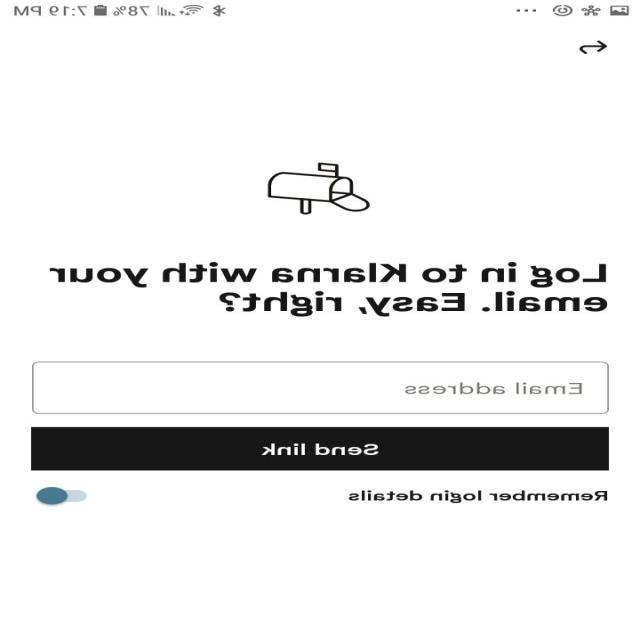 78% 7:19 PM
Log in to Klarna with your
email. Easy, right?
Email address
Send link
Remember login details